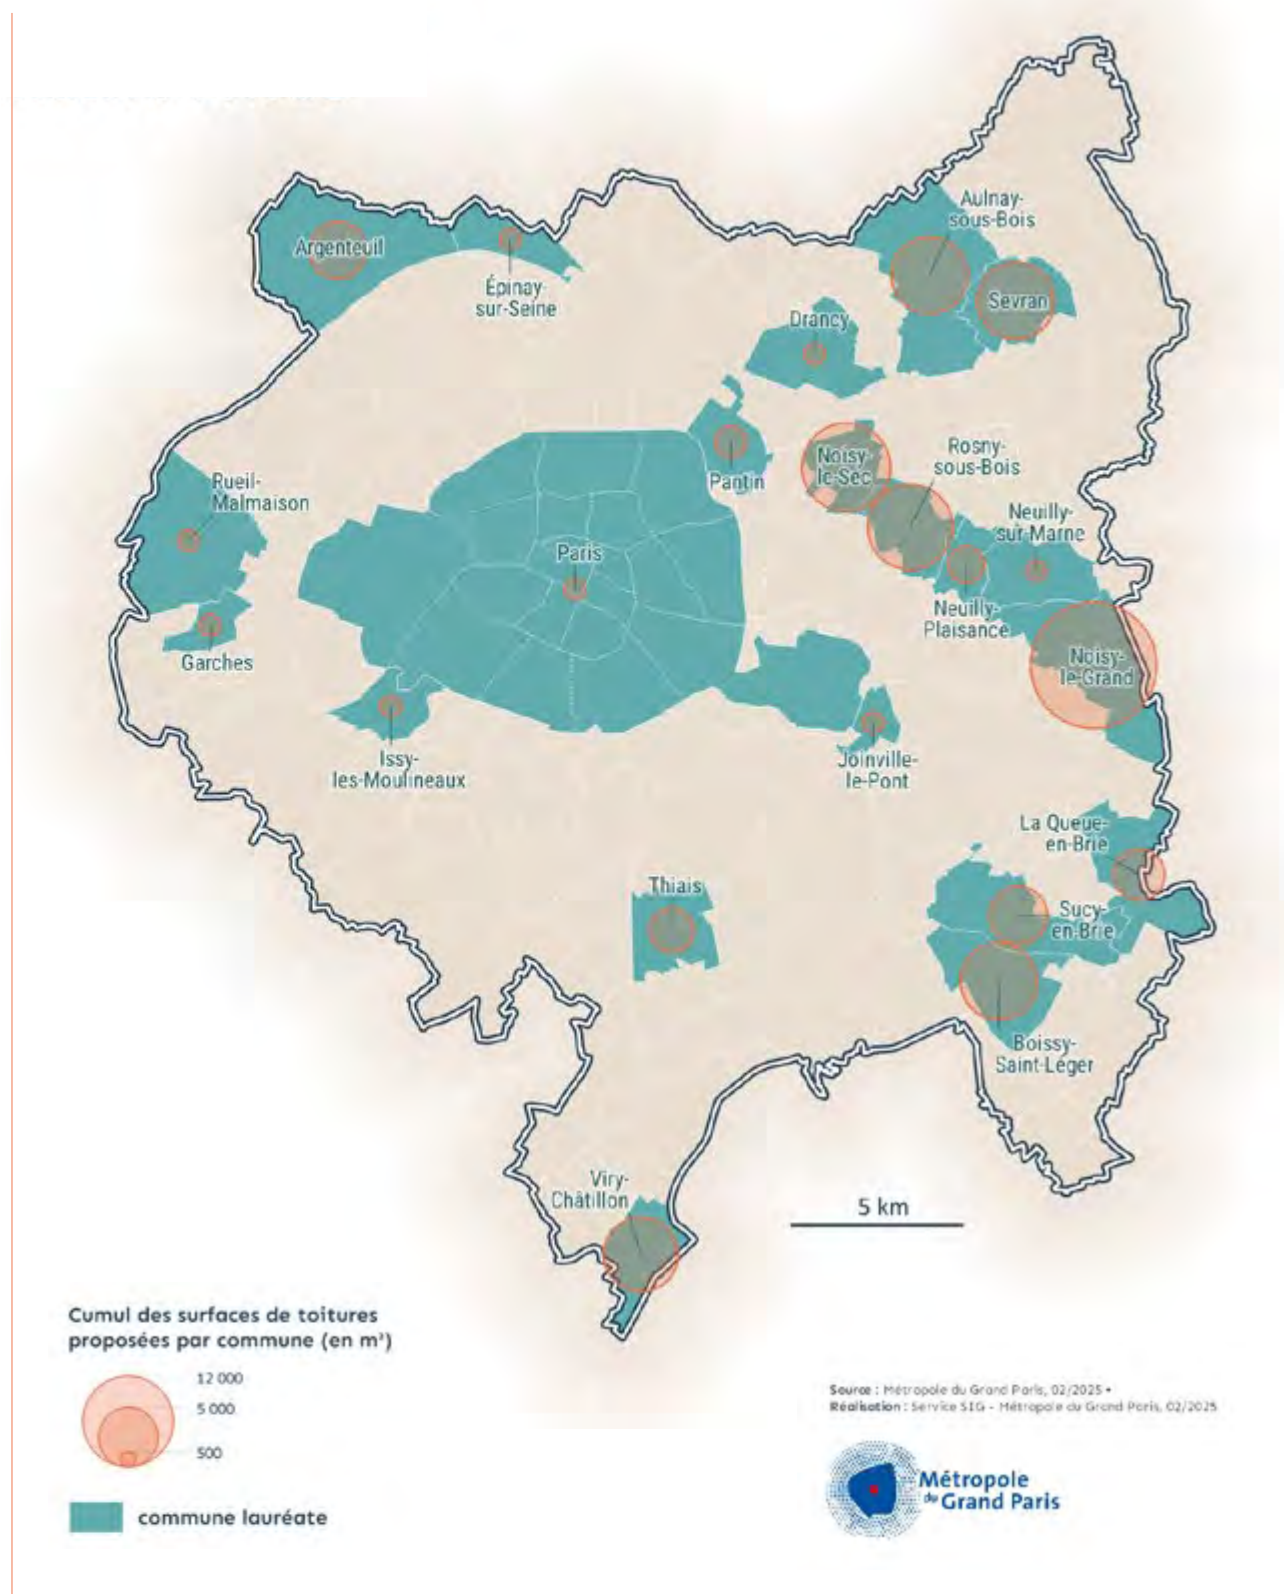 Aulnay-
sous-Bois
Argenteuil
Épinay-
sur-Seine
Sevran
Drancy
Rosny-
sous-Bois
Noisy-
le-Sec
Pantin
Rueil-
Malmaison
Neuilly-
sur Marne
Paris
Neuilly-
Plaisance
Garches
Noisy-
le-Grand
Issy-
les-Moulineaux
Joinville-
le-Pont
La Queue-
en-Brie
Thiais
Sucy-
en-Brie
Boissy-
Saint-Léger
Viry-
Châtillon
5 km
Cumul des surfaces de toitures
proposées par commune (en m²)
12 000
5 000
500
commune lauréate
Source : Métropole du Grand Paris, 02/2025 •
Réalisation : Service SIG - Métropole du Grand Paris, 02/2025
Métropole
du Grand Paris